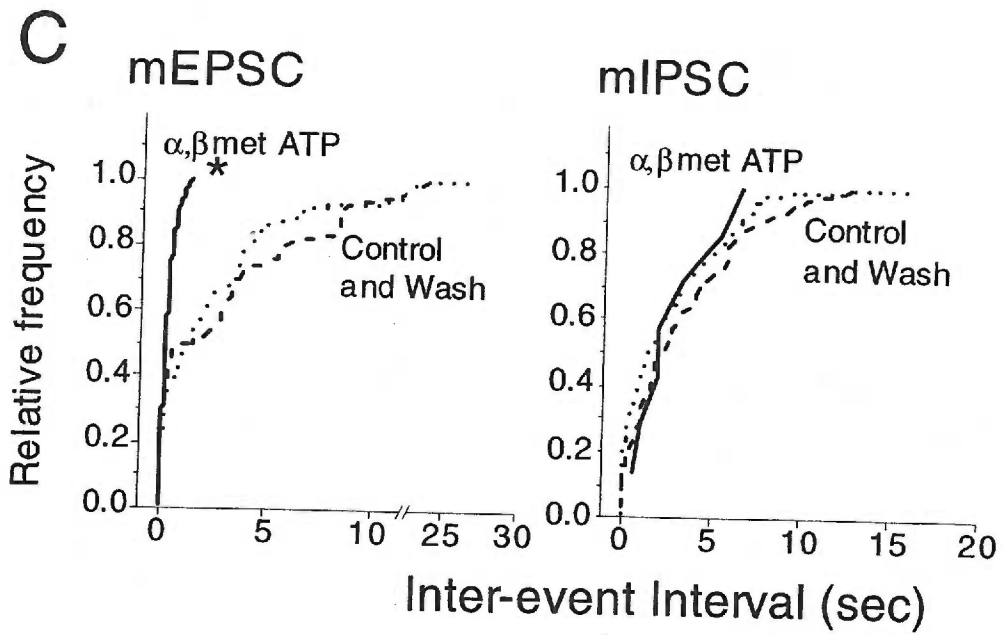 C
mEPSC
mIPSC
α,βmet ATP
*
α,βmet ATP
Relative frequency
1.0
0.8
0.6
0.4
0.2
0.0
Control
and Wash
1.0
0.8
0.6
0.4
0.2
0.0
Control
and Wash
0 5 10 25 30
0 5 10 15 20
Inter-event Interval (sec)